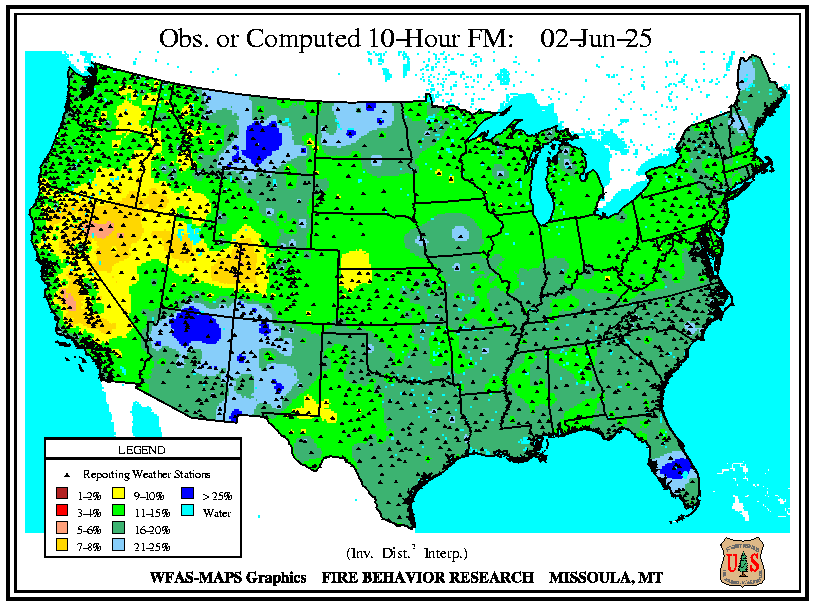 Obs. or Computed 10-Hour FM: 02-Jun-25
LEGEND
Reporting Weather Stations
1-2% 9-10% > 25%
3-4% 11-15% Water
5-6% 16-20%
7-8% 21-25%
(Inv. Dist.² Interp.)
WFAS-MAPS Graphics FIRE BEHAVIOR RESEARCH MISSOULA, MT
U S